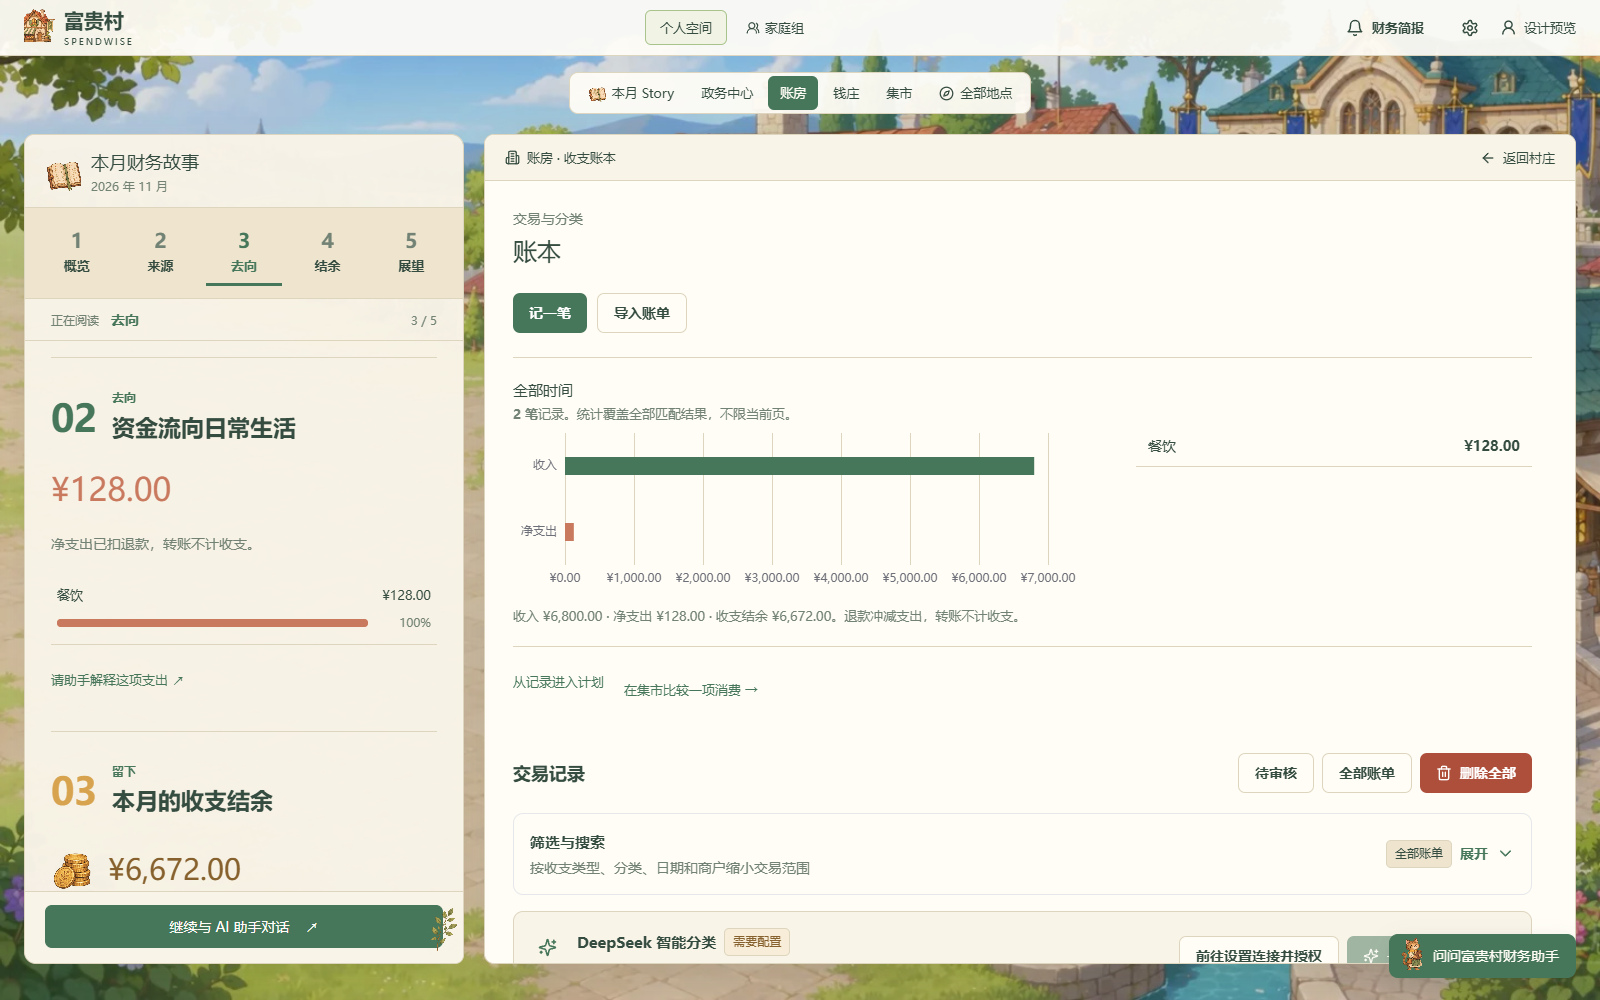 富贵村
SPENDWISE
个人空间
家庭组
财务简报
设计预览
本月 Story
政务中心
账房
钱庄
集市
全部地点
本月财务故事
2026 年 11 月
1
概览
2
来源
3
去向
4
结余
5
展望
正在阅读 去向
3 / 5
02
去向
资金流向日常生活
¥128.00
净支出已扣退款，转账不计收支。
餐饮
¥128.00
100%
请助手解释这项支出 ↗
03
留下
本月的收支结余
¥6,672.00
继续与 AI 助手对话 ↗
账房 · 收支账本
← 返回村庄
交易与分类
账本
记一笔
导入账单
全部时间
2 笔记录。统计覆盖全部匹配结果，不限当前页。
收入
净支出
¥0.00
¥1,000.00
¥2,000.00
¥3,000.00
¥4,000.00
¥5,000.00
¥6,000.00
¥7,000.00
餐饮
¥128.00
收入 ¥6,800.00 · 净支出 ¥128.00 · 收支结余 ¥6,672.00。退款冲减支出，转账不计收支。
从记录进入计划
在集市比较一项消费 →
交易记录
待审核
全部账单
删除全部
筛选与搜索
按收支类型、分类、日期和商户缩小交易范围
全部账单
展开
DeepSeek 智能分类
需要配置
前往设置连接并授权
问问富贵村财务助手